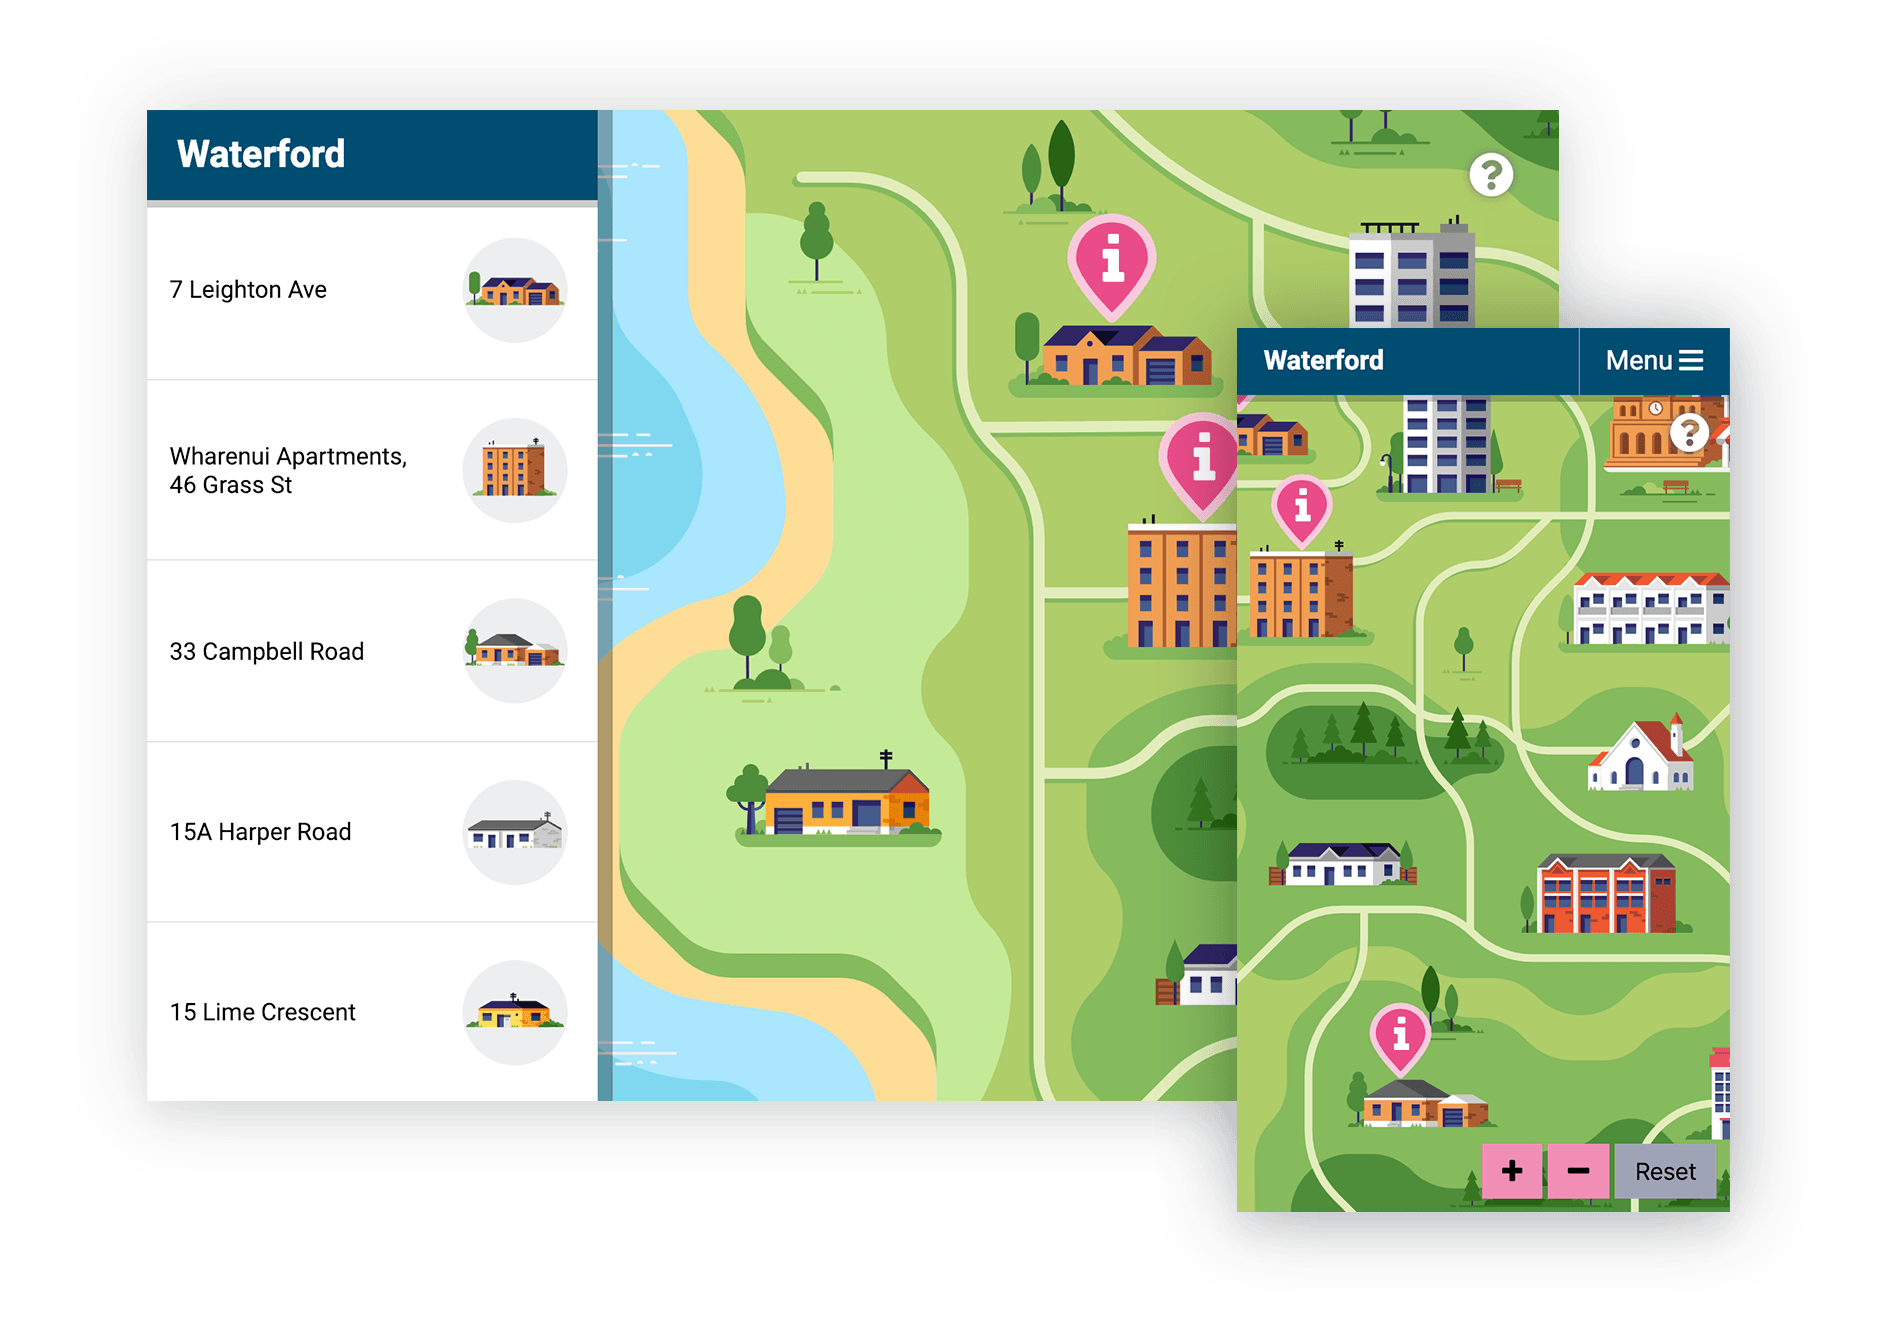 Waterford
7 Leighton Ave
Wharenui Apartments,
46 Grass St
33 Campbell Road
15A Harper Road
15 Lime Crescent
?
i
i
Waterford
Menu
?
i
i
+
−
Reset